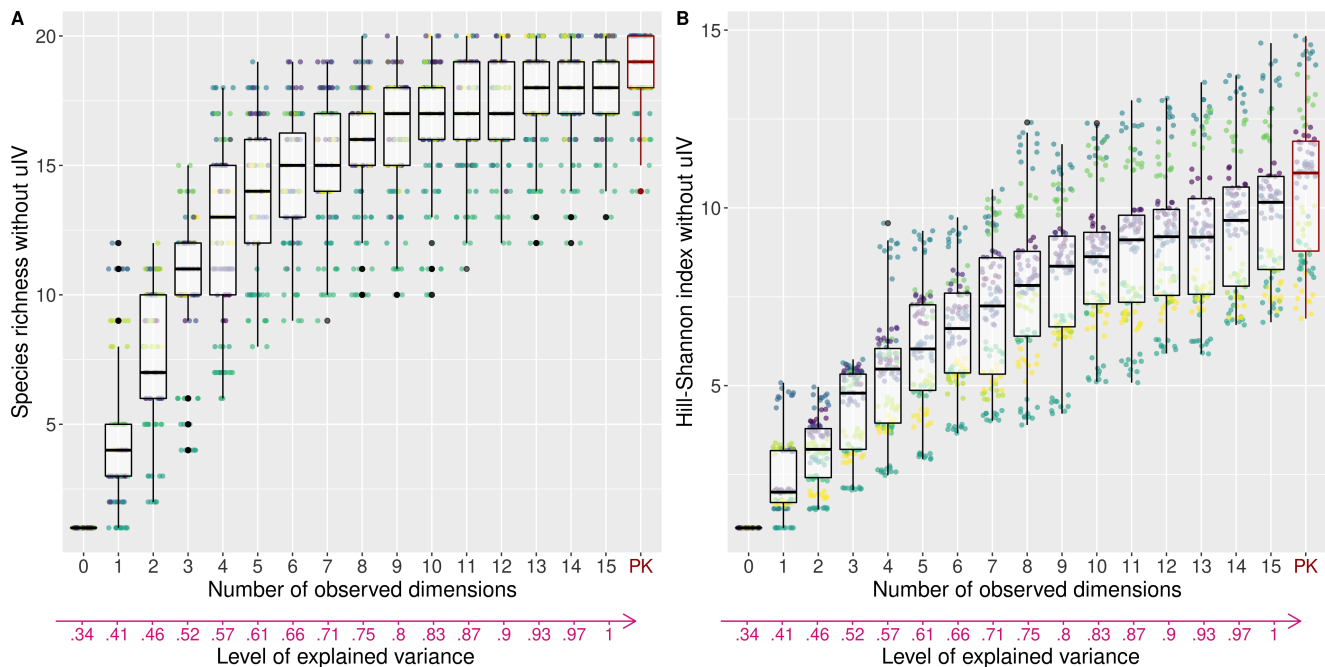 A
Species richness without uIV
20
15
10
5
0 1 2 3 4 5 6 7 8 9 10 11 12 13 14 15 PK
Number of observed dimensions
.34 .41 .46 .52 .57 .61 .66 .71 .75 .8 .83 .87 .9 .93 .97 1
Level of explained variance
B
Hill-Shannon index without uIV
15
10
5
0 1 2 3 4 5 6 7 8 9 10 11 12 13 14 15 PK
Number of observed dimensions
.34 .41 .46 .52 .57 .61 .66 .71 .75 .8 .83 .87 .9 .93 .97 1
Level of explained variance